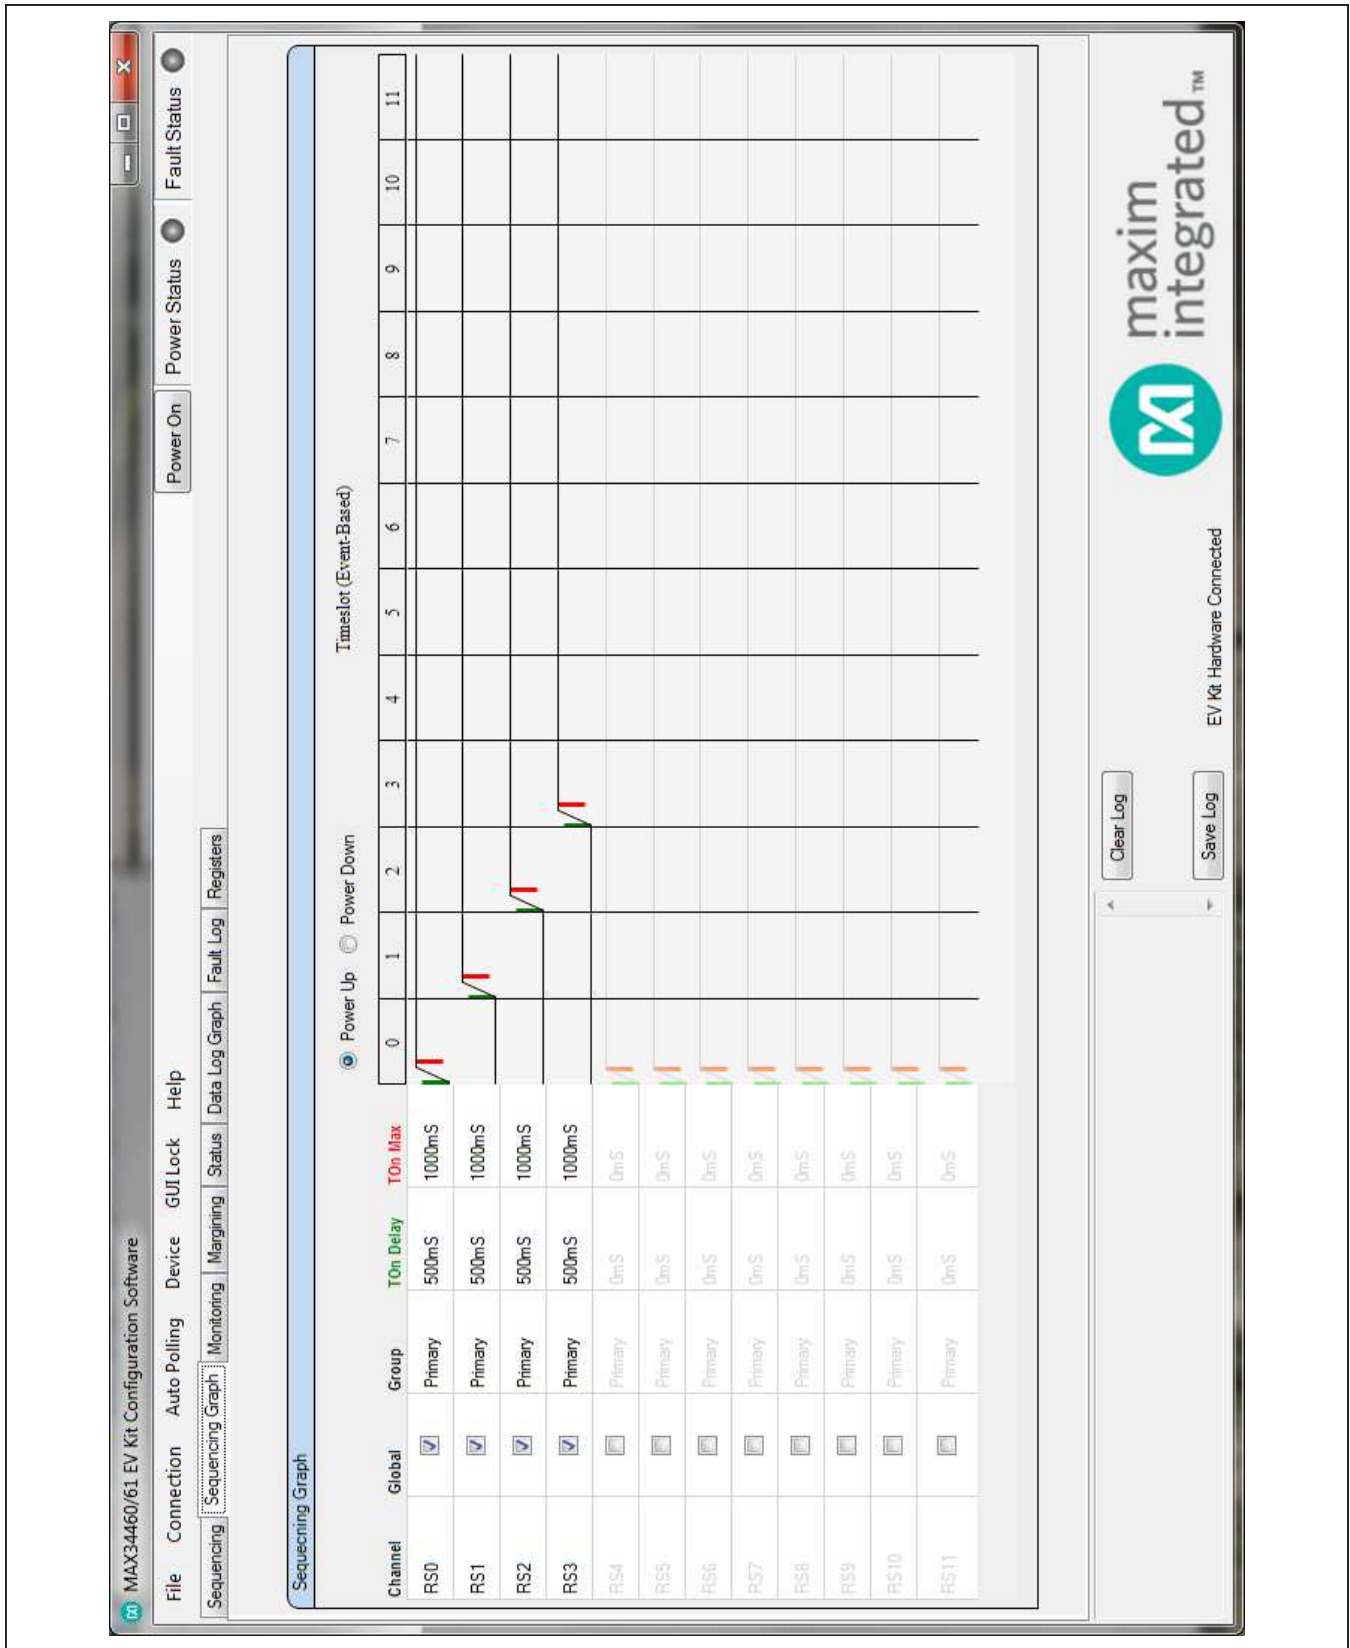 MAX34460/61 EV Kit Configuration Software
File Connection Auto Polling Device GUI Lock Help
Power On Power Status Fault Status
Sequencing Sequencing Graph Monitoring Margining Status Data Log Graph Fault Log Registers
Sequecning Graph
Power Up Power Down Timeslot (Event-Based)
Channel Global Group TOn Delay TOn Max 0 1 2 3 4 5 6 7 8 9 10 11
RS0 Primary 500mS 1000mS
RS1 Primary 500mS 1000mS
RS2 Primary 500mS 1000mS
RS3 Primary 500mS 1000mS
RS4 Primary 0mS 0mS
RS5 Primary 0mS 0mS
RS6 Primary 0mS 0mS
RS7 Primary 0mS 0mS
RS8 Primary 0mS 0mS
RS9 Primary 0mS 0mS
RS10 Primary 0mS 0mS
RS11 Primary 0mS 0mS
Clear Log
Save Log
EV Kit Hardware Connected
maxim
integrated™